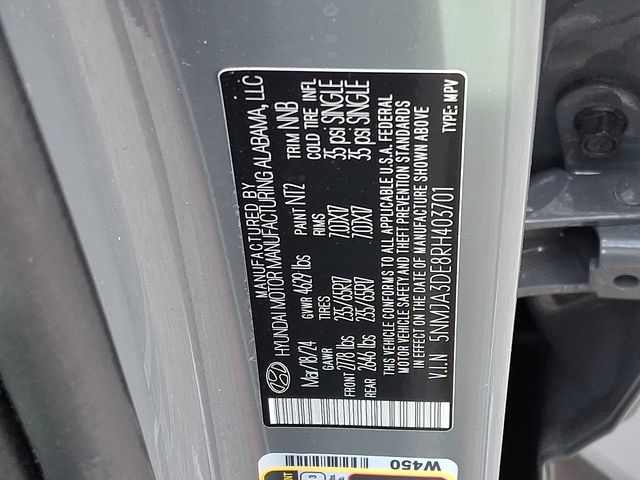 MANUFACTURED BY
HYUNDAI MOTOR MANUFACTURING ALABAMA, LLC
Mar/18/24 GVWR 4629 lbs PAINT NT2 TRIM NNB
GAWR TIRES RIMS COLD TIRE INFL
FRONT 2778 lbs 235/65R17 7.0JX17 35 psi SINGLE
REAR 2646 lbs 235/65R17 7.0JX17 35 psi SINGLE
THIS VEHICLE CONFORMS TO ALL APPLICABLE U.S.A. FEDERAL
MOTOR VEHICLE SAFETY AND THEFT PREVENTION STANDARDS
IN EFFECT ON THE DATE OF MANUFACTURE SHOWN ABOVE
V.I.N 5NMJA3DE8RH403701 TYPE: MPV
W450